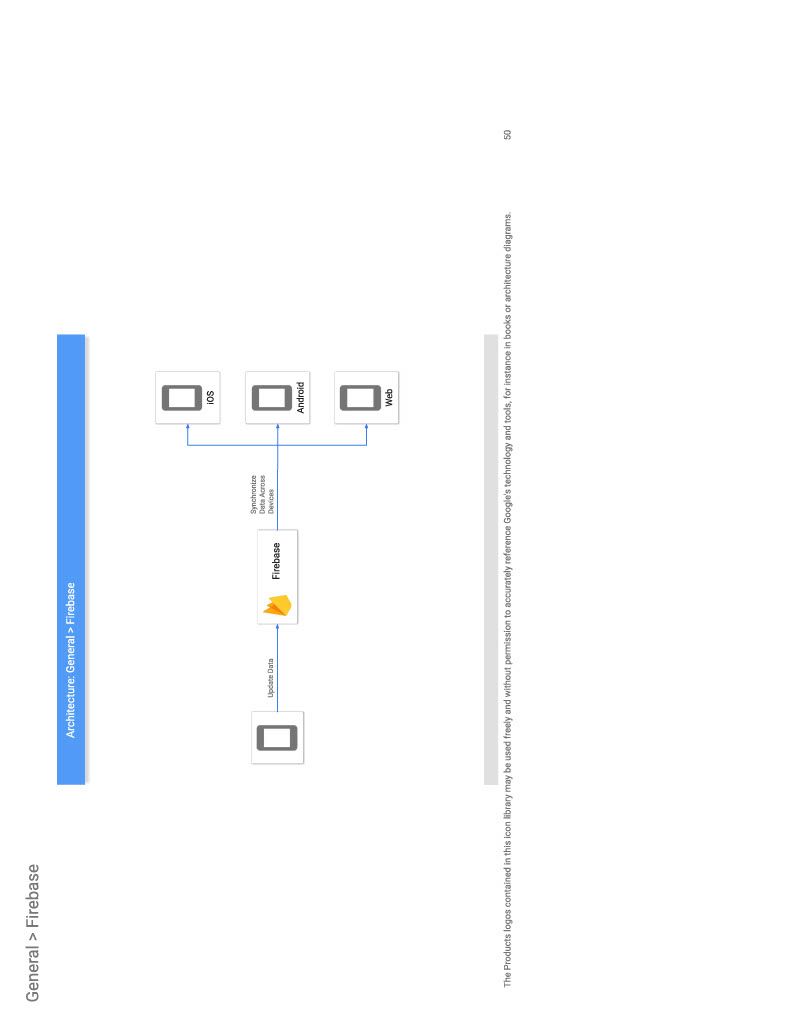 General > Firebase
Architecture: General > Firebase
Update Data
Firebase
Synchronize
Data Across
Devices
iOS
Android
Web
The Products logos contained in this icon library may be used freely and without permission to accurately reference Google's technology and tools, for instance in books or architecture diagrams.
50